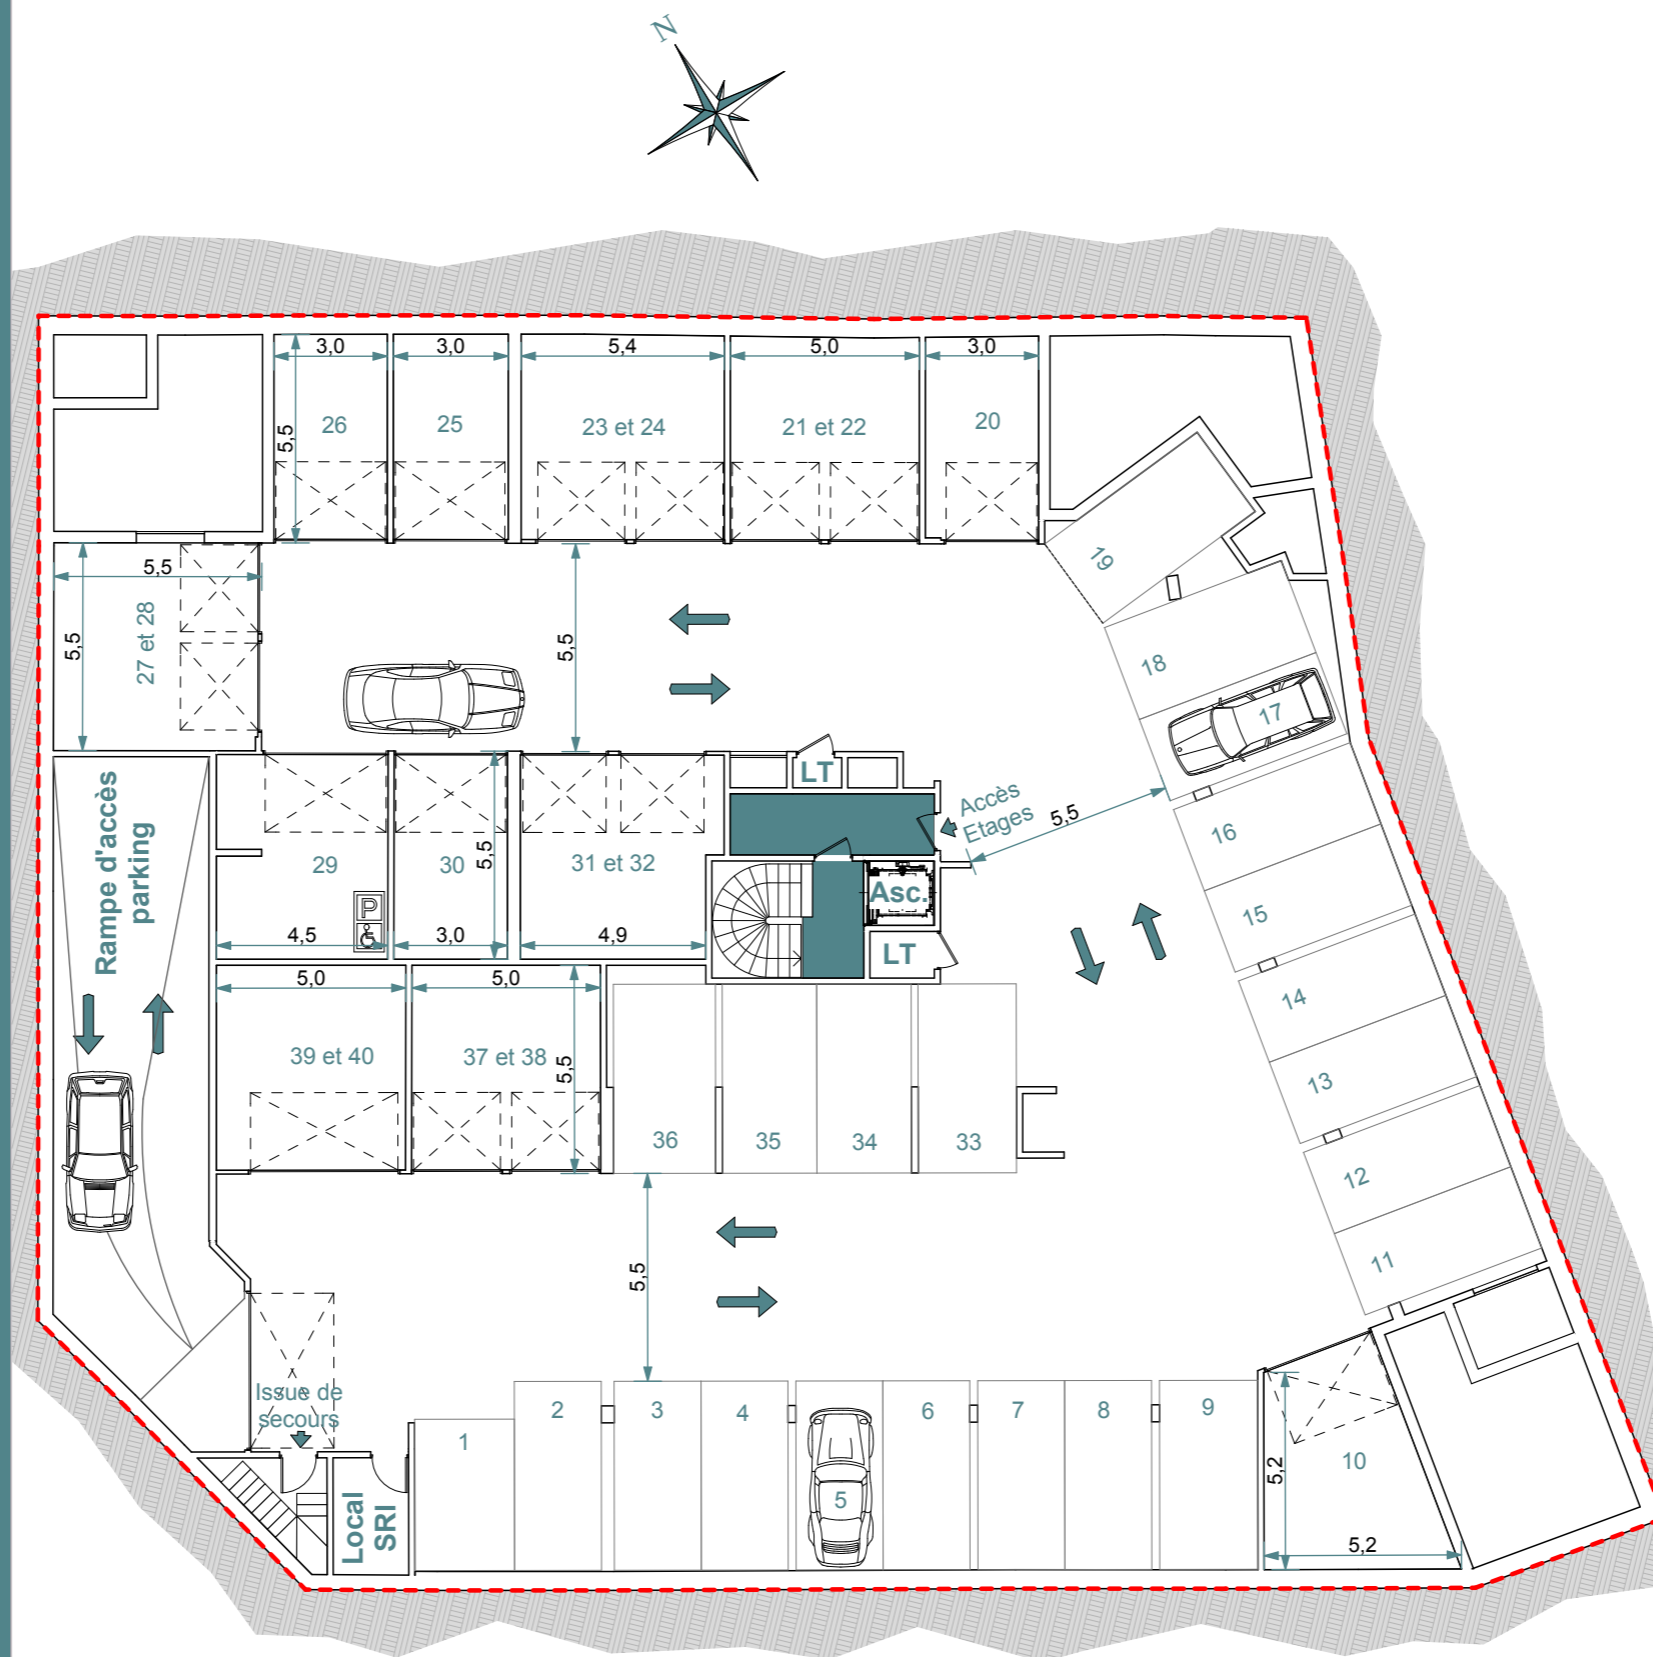 N
3,0
3,0
5,4
5,0
3,0
5,5
26
25
23 et 24
21 et 22
20
19
5,5
5,5
27 et 28
5,5
18
17
LT
Accès
Etages
5,5
Rampe d'accès
parking
29
30
5,5
31 et 32
Asc.
16
15
P
4,5
3,0
4,9
LT
5,0
5,0
14
39 et 40
37 et 38
5,5
13
36
35
34
33
12
11
5,5
Issue de
secours
1
2
3
4
5
6
7
8
9
10
5,2
5,2
Local
SRI